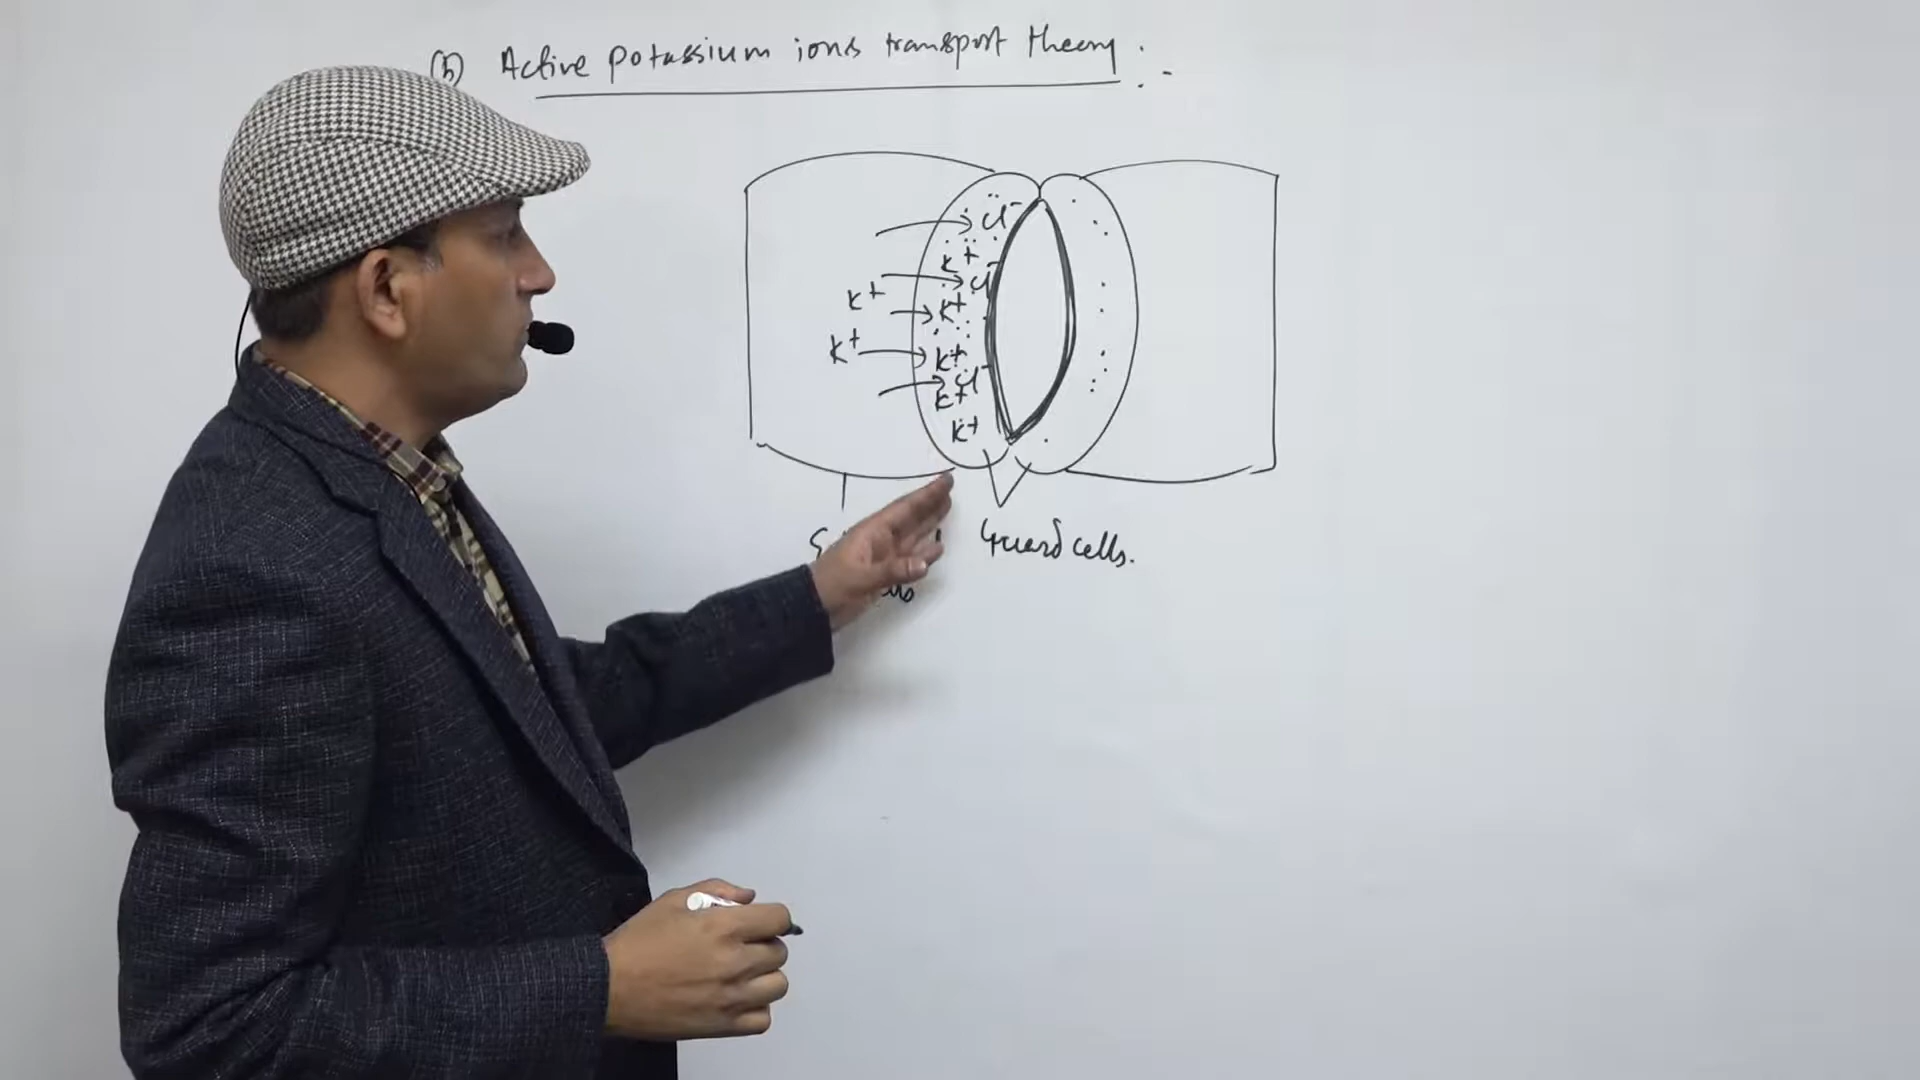 (b) Active potassium ions transport theory :-
Cl⁻
K⁺
Cl⁻
K⁺
K⁺
K⁺
K⁺
Cl⁻
K⁺
K⁺
Guard cells.